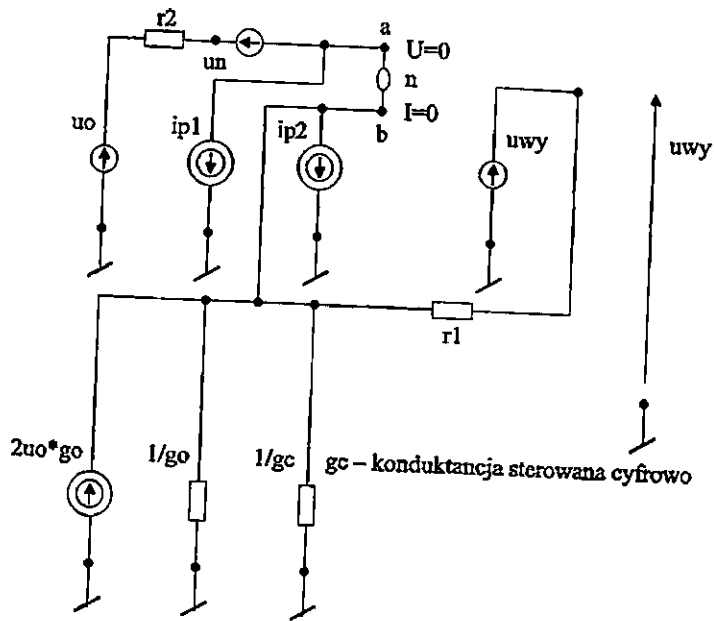 r2
a
U=0
un
n
uo
ip1
ip2
I=0
b
uwy
uwy
r1
2uo*go
1/go
1/gc
gc – konduktancja sterowana cyfrowo